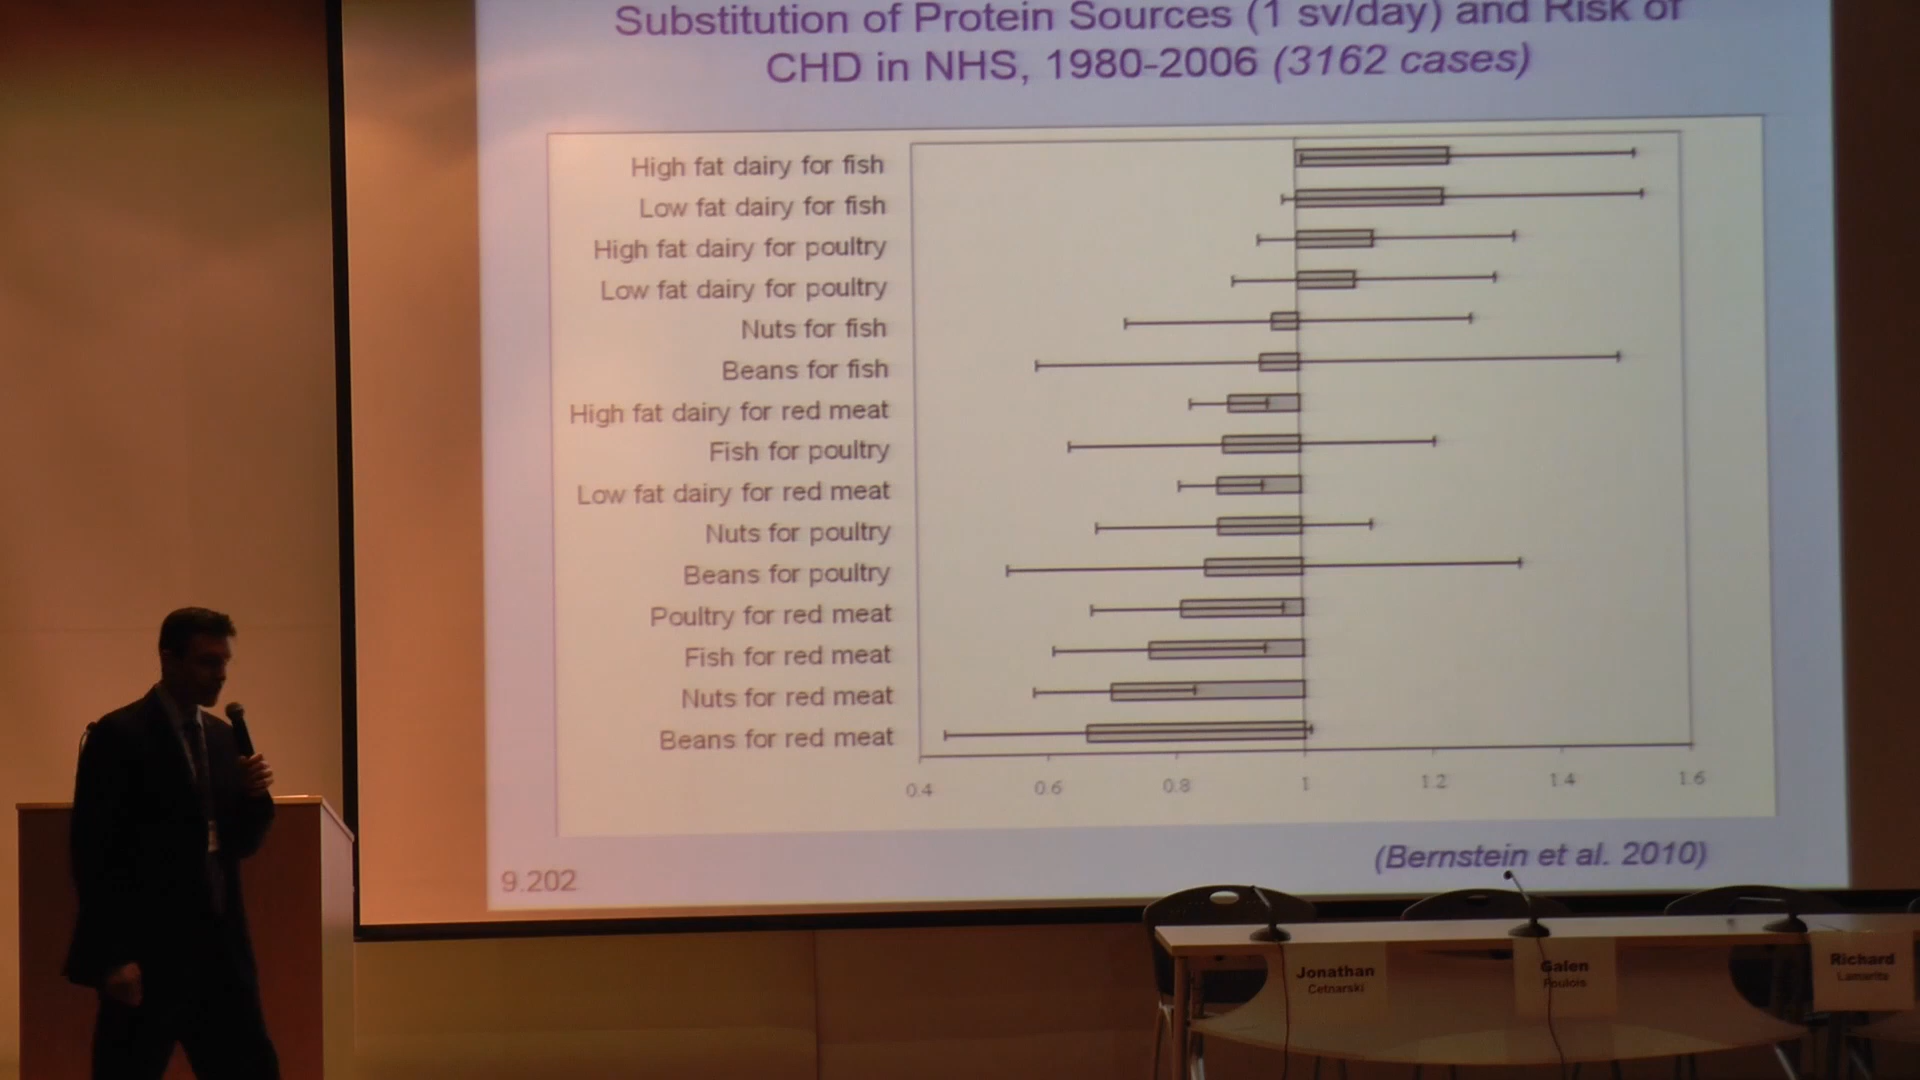 Substitution of Protein Sources (1 sv/day) and Risk of
CHD in NHS, 1980-2006 (3162 cases)
High fat dairy for fish
Low fat dairy for fish
High fat dairy for poultry
Low fat dairy for poultry
Nuts for fish
Beans for fish
High fat dairy for red meat
Fish for poultry
Low fat dairy for red meat
Nuts for poultry
Beans for poultry
Poultry for red meat
Fish for red meat
Nuts for red meat
Beans for red meat
0.4 0.6 0.8 1 1.2 1.4 1.6
(Bernstein et al. 2010)
9.202
Jonathan
Cetnarski
Galen
Richard